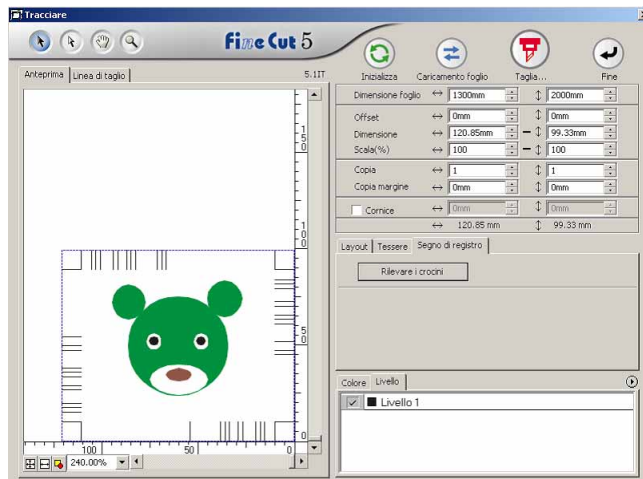 Tracciare
Fine Cut 5
Anteprima Linea di taglio 5.1IT
Inizializza Caricamento foglio Taglia... Fine
Dimensione foglio 1300mm 2000mm
Offset 0mm 0mm
Dimensione 120.85mm 99.33mm
Scala(%) 100 100
Copia 1 1
Copia margine 0mm 0mm
Cornice 0mm 0mm
120.85 mm 99.33 mm
Layout Tessere Segno di registro
Rilevare i crocini
Colore Livello
Livello 1
150
100
50
0
100 50 0
240.00%